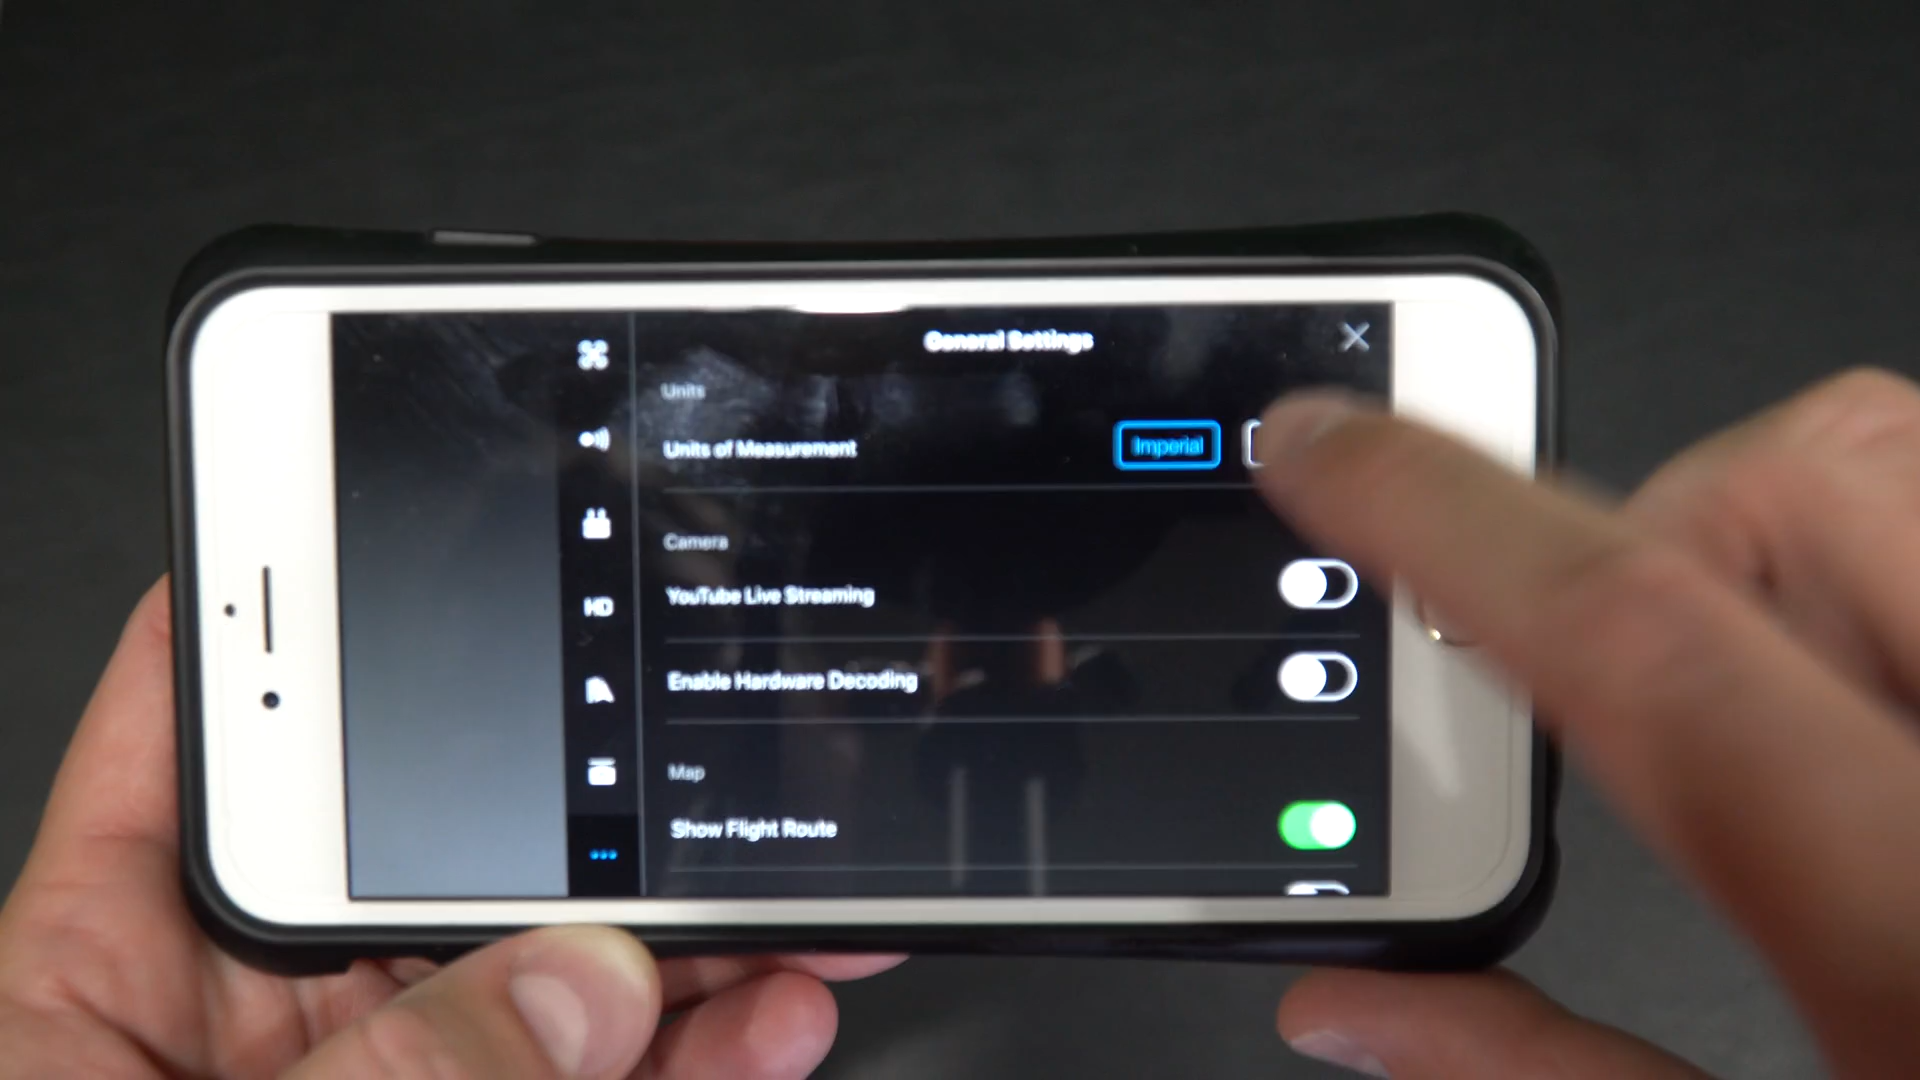 General Settings
Units
Units of Measurement
Imperial
Camera
YouTube Live Streaming
HD
Enable Hardware Decoding
Map
Show Flight Route